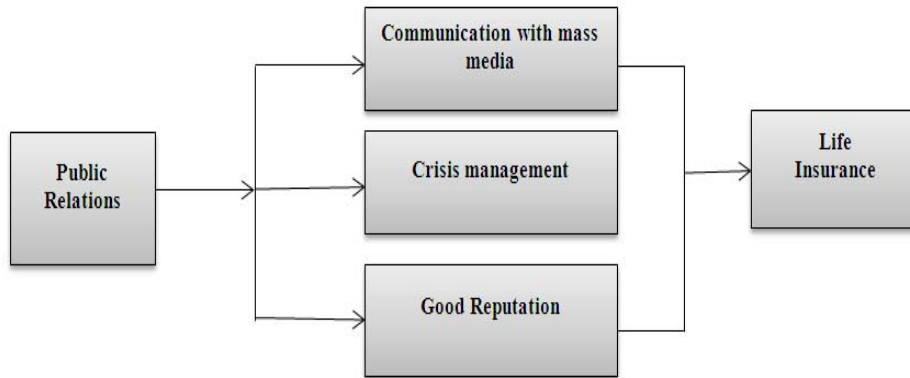 Communication with mass
media
Public
Relations
Crisis management
Good Reputation
Life
Insurance